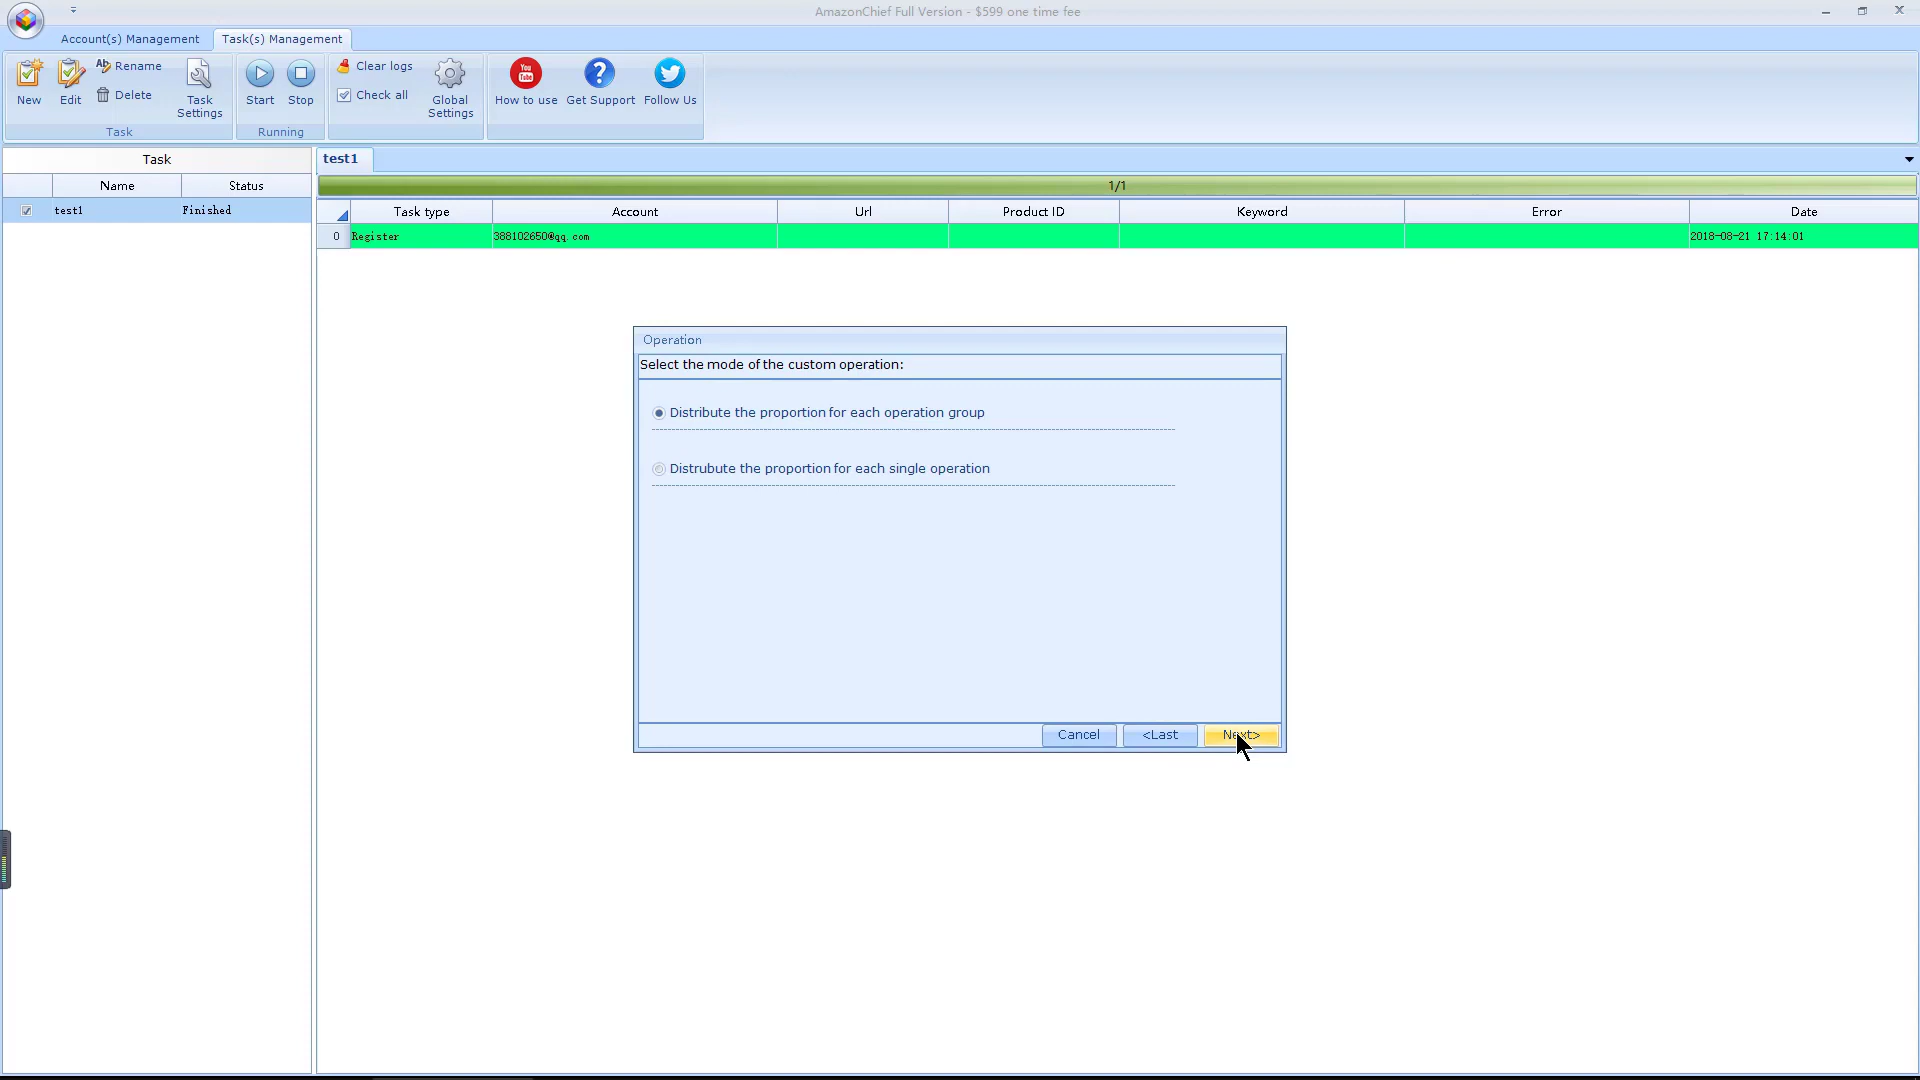 AmazonChief Full Version - $599 one time fee
Account(s) Management Task(s) Management
New Edit Rename Delete Task Settings Start Stop Clear logs Check all Global Settings How to use Get Support Follow Us
Task Running
Task
Name Status
test1 Finished
test1
1/1
Task type Account Url Product ID Keyword Error Date
0 Register 388102650@qq.com 2018-08-21 17:14:01
Operation
Select the mode of the custom operation:
Distribute the proportion for each operation group
Distrubute the proportion for each single operation
Cancel <Last Next>